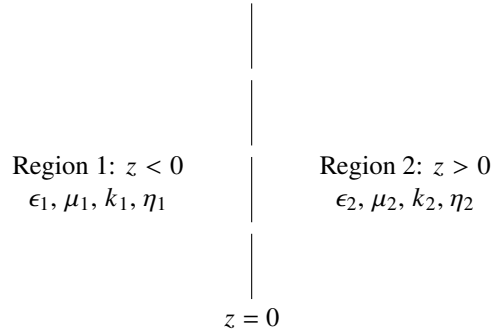 Region 1: z < 0
ϵ₁, μ₁, k₁, η₁
Region 2: z > 0
ϵ₂, μ₂, k₂, η₂
z = 0